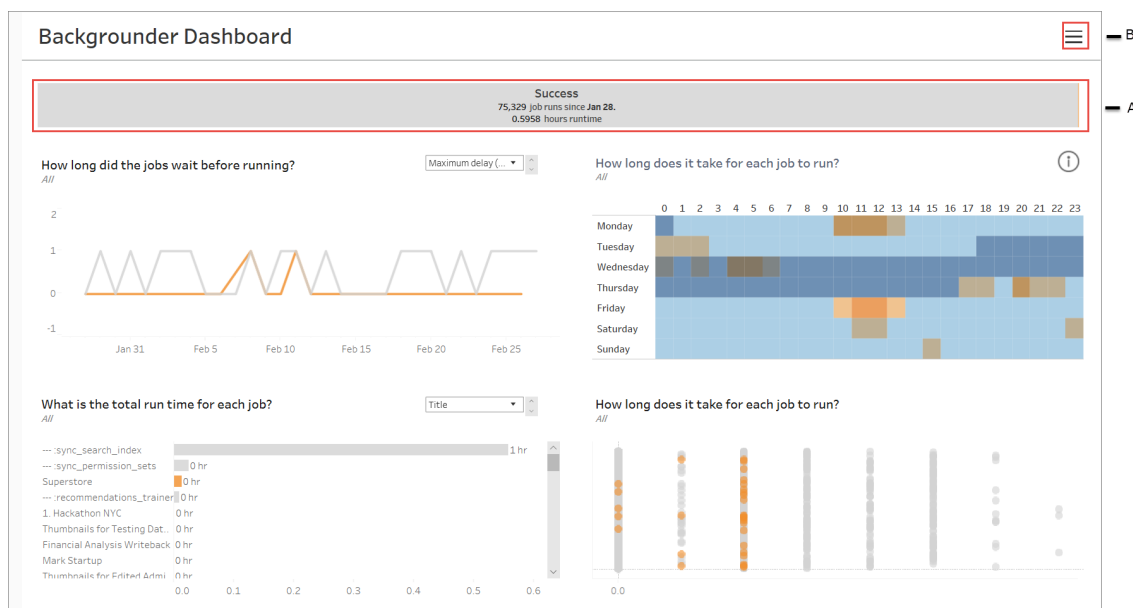 Backgrounder Dashboard
B
Success
75,329 job runs since Jan 28.
0.5958 hours runtime
A
How long did the jobs wait before running?
Maximum delay (...
All
2
1
0
-1
Jan 31 Feb 5 Feb 10 Feb 15 Feb 20 Feb 25
How long does it take for each job to run?
All
0 1 2 3 4 5 6 7 8 9 10 11 12 13 14 15 16 17 18 19 20 21 22 23
Monday
Tuesday
Wednesday
Thursday
Friday
Saturday
Sunday
What is the total run time for each job?
Title
All
--- :sync_search_index 1 hr
--- :sync_permission_sets 0 hr
Superstore 0 hr
--- :recommendations_trainer 0 hr
1. Hackathon NYC 0 hr
Thumbnails for Testing Dat.. 0 hr
Financial Analysis Writeback 0 hr
Mark Startup 0 hr
Thumbnails for Edited Admi.. 0 hr
0.0 0.1 0.2 0.3 0.4 0.5 0.6
How long does it take for each job to run?
All
0.0